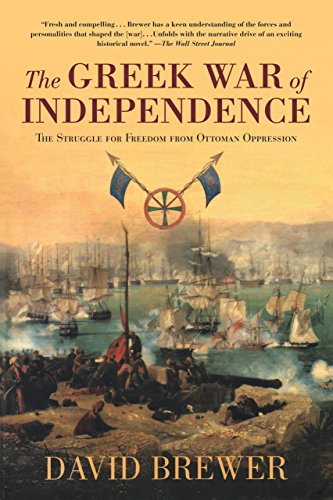 “Fresh and compelling . . . Brewer has a keen understanding of the forces and
personalities that shaped the [war]. . . Unfolds with the narrative drive of an exciting
historical novel.” —The Wall Street Journal
The GREEK WAR of
INDEPENDENCE
The Struggle for Freedom from Ottoman Oppression
DAVID BREWER